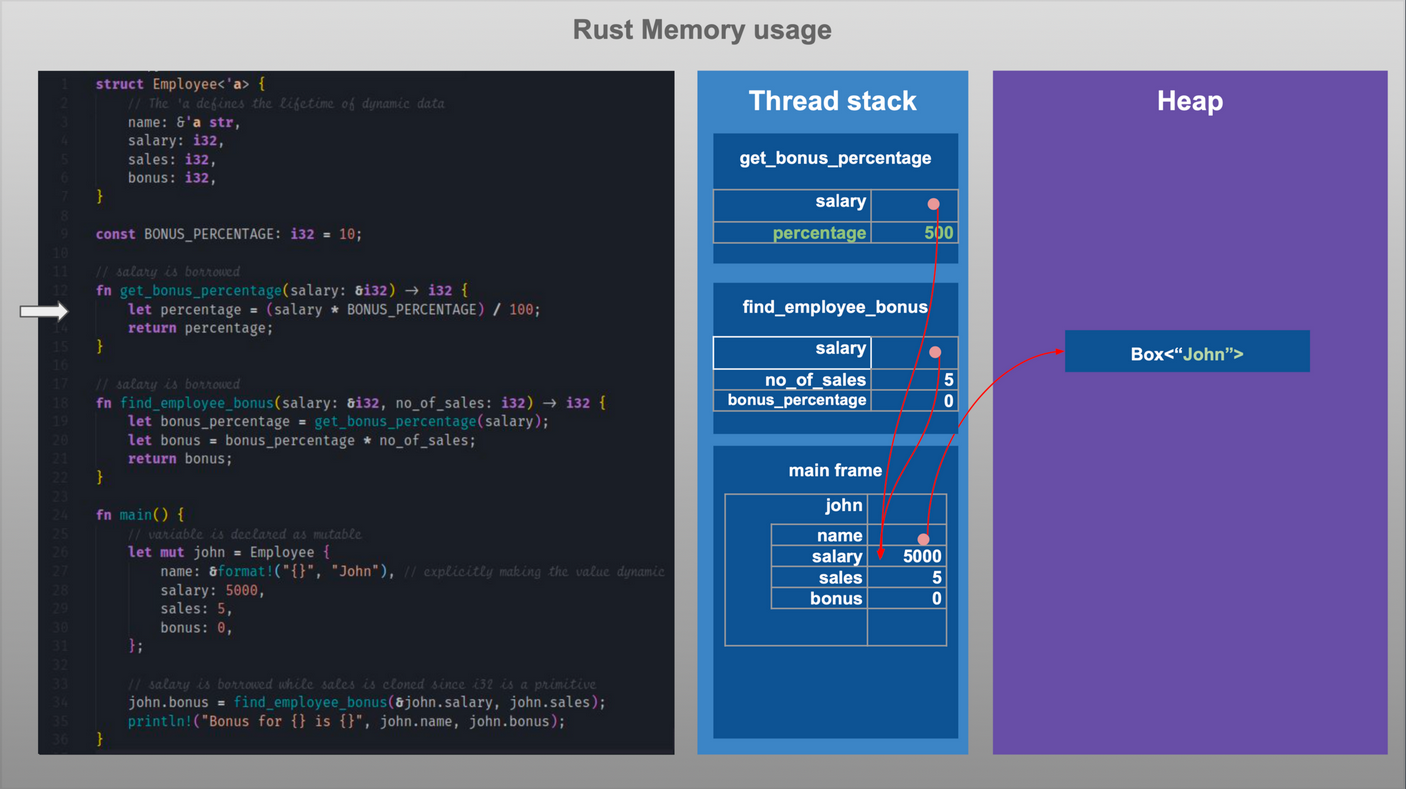 Rust Memory usage
1 struct Employee<'a> {
2 // The 'a defines the lifetime of dynamic data
3 name: &'a str,
4 salary: i32,
5 sales: i32,
6 bonus: i32,
7 }
8
9 const BONUS_PERCENTAGE: i32 = 10;
10
11 // salary is borrowed
12 fn get_bonus_percentage(salary: &i32) → i32 {
let percentage = (salary * BONUS_PERCENTAGE) / 100;
14 return percentage;
15 }
16
17 // salary is borrowed
18 fn find_employee_bonus(salary: &i32, no_of_sales: i32) → i32 {
19 let bonus_percentage = get_bonus_percentage(salary);
20 let bonus = bonus_percentage * no_of_sales;
21 return bonus;
22 }
23
24 fn main() {
25 // variable is declared as mutable
26 let mut john = Employee {
27 name: &format!("{}", "John"), // explicitly making the value dynamic
28 salary: 5000,
29 sales: 5,
30 bonus: 0,
31 };
32
33 // salary is borrowed while sales is cloned since i32 is a primitive
34 john.bonus = find_employee_bonus(&john.salary, john.sales);
35 println!("Bonus for {} is {}", john.name, john.bonus);
36 }
Thread stack
get_bonus_percentage
salary
percentage 500
find_employee_bonus
salary
no_of_sales 5
bonus_percentage 0
main frame
john
name
salary 5000
sales 5
bonus 0
Heap
Box<“John”>